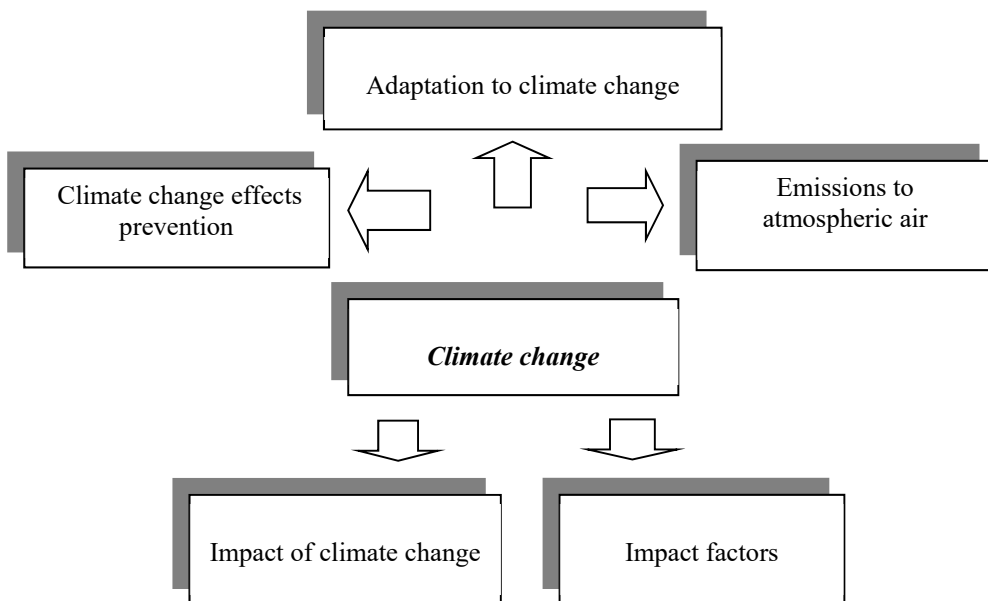 Adaptation to climate change
Climate change effects
prevention
Emissions to
atmospheric air
Climate change
Impact of climate change
Impact factors